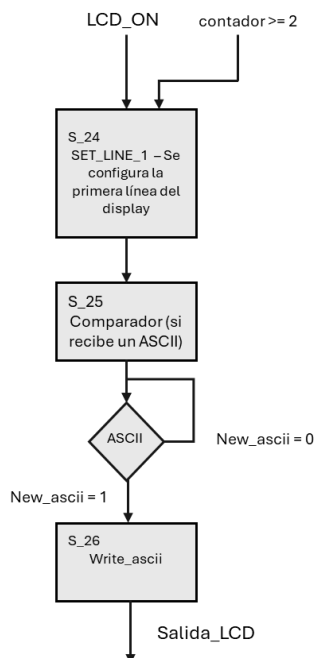 LCD_ON
contador >= 2
S_24
SET_LINE_1 – Se
configura la
primera línea del
display
S_25
Comparador (si
recibe un ASCII)
ASCII
New_ascii = 0
New_ascii = 1
S_26
Write_ascii
Salida_LCD